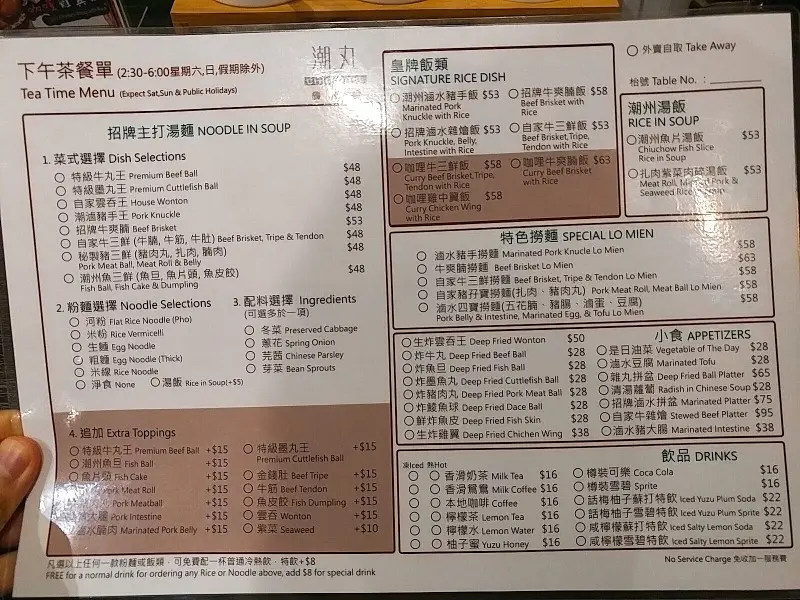 下午茶餐單 (2:30-6:00星期六,日,假期除外)
Tea Time Menu (Expect Sat,Sun & Public Holidays)
潮丸
招牌主打湯麵 NOODLE IN SOUP
1. 菜式選擇 Dish Selections
特級牛丸王 Premium Beef Ball $48
特級墨丸王 Premium Cuttlefish Ball $48
自家雲吞王 House Wonton $48
潮滷豬手王 Pork Knuckle $48
招牌牛爽腩 Beef Brisket $53
自家牛三鮮 (牛腩, 牛筋, 牛肚) Beef Brisket, Tripe & Tendon $48
秘製豬三鮮 (豬肉丸, 扎肉, 腩肉) $48
Pork Meat Ball, Meat Roll & Belly
潮州魚三鮮 (魚旦, 魚片頭, 魚皮餃) $48
Fish Ball, Fish Cake & Dumpling
2. 粉麵選擇 Noodle Selections
河粉 Flat Rice Noodle (Pho)
米粉 Rice Vermicelli
生麵 Egg Noodle
粗麵 Egg Noodle (Thick)
米線 Rice Noodle
淨食 None 湯飯 Rice in Soup(+$5)
3. 配料選擇 Ingredients
(可選多於一項)
冬菜 Preserved Cabbage
蔥花 Spring Onion
芫茜 Chinese Parsley
芽菜 Bean Sprouts
4. 追加 Extra Toppings
特級牛丸王 Premium Beef Ball +$15
潮州魚旦 Fish Ball +$15
魚片頭 Fish Cake +$15
Pork Meat Roll +$15
Pork Meatball +$15
大腸 Pork Intestine +$15
滷水腩肉 Marinated Pork Belly +$15
特級墨丸王 +$15
Premium Cuttlefish Ball
金錢肚 Beef Tripe +$15
牛筋 Beef Tendon +$15
魚皮餃 Fish Dumpling +$15
雲吞 Wonton +$15
紫菜 Seaweed +$10
凡選以上任何一款粉麵或飯類，可免費配一杯普通冷熱飲，特飲+$8
FREE for a normal drink for ordering any Rice or Noodle above, add $8 for special drink
皇牌飯類
SIGNATURE RICE DISH
潮州滷水豬手飯 $53
Marinated Pork
Knuckle with Rice
招牌牛爽腩飯 $58
Beef Brisket with
Rice
招牌滷水雜燴飯 $53
Pork Knuckle, Belly,
Intestine with Rice
自家牛三鮮飯 $53
Beef Brisket,Tripe,
Tendon with Rice
咖哩牛三鮮飯 $58
Curry Beef Brisket,Tripe,
Tendon with Rice
咖哩牛爽腩飯 $63
Curry Beef Brisket
with Rice
咖哩雞中翼飯 $58
Curry Chicken Wing
with Rice
外賣自取 Take Away
枱號 Table No. :
潮州湯飯
RICE IN SOUP
潮州魚片湯飯 $53
Chiuchow Fish Slice
Rice in Soup
扎肉紫菜肉碎湯飯 $53
Meat Roll, Minced Pork &
Seaweed Rice in Soup
特色撈麵 SPECIAL LO MIEN
滷水豬手撈麵 Marinated Pork Knuckle Lo Mien $58
牛爽腩撈麵 Beef Brisket Lo Mien $63
自家牛三鮮撈麵 Beef Brisket, Tripe & Tendon Lo Mien $58
自家豬孖寶撈麵(扎肉、豬肉丸) Pork Meat Roll, Meat Ball Lo Mien $58
滷水四寶撈麵(五花腩、豬腸、滷蛋、豆腐) $58
Pork Belly & Intestine, Marinated Egg, & Tofu Lo Mien
小食 APPETIZERS
生炸雲吞王 Deep Fried Wonton $50
炸牛丸 Deep Fried Beef Ball $28
炸魚旦 Deep Fried Fish Ball $28
炸墨魚丸 Deep Fried Cuttlefish Ball $28
炸豬肉丸 Deep Fried Pork Meat Ball $28
炸鯪魚球 Deep Fried Dace Ball $28
鮮炸魚皮 Deep Fried Fish Skin $28
生炸雞翼 Deep Fried Chicken Wing $38
是日油菜 Vegetable of The Day $28
滷水豆腐 Marinated Tofu $28
雜丸拼盆 Deep Fried Ball Platter $65
清湯蘿蔔 Radish in Chinese Soup $28
招牌滷水拼盆 Marinated Platter $75
自家牛雜燴 Stewed Beef Platter $95
滷水豬大腸 Marinated Intestine $38
飲品 DRINKS
凍Iced 熱Hot
香滑奶茶 Milk Tea $16
香滑鴛鴦 Milk Coffee $16
本地咖啡 Coffee $16
檸檬茶 Lemon Tea $16
檸檬水 Lemon Water $16
柚子蜜 Yuzu Honey $16
樽裝可樂 Coca Cola $16
樽裝雪碧 Sprite $16
話梅柚子蘇打特飲 Iced Yuzu Plum Soda $22
話梅柚子雪碧特飲 Iced Yuzu Plum Sprite $22
咸檸檬蘇打特飲 Iced Salty Lemon Soda $22
咸檸檬雪碧特飲 Iced Salty Lemon Sprite $22
No Service Charge 免收加一服務費